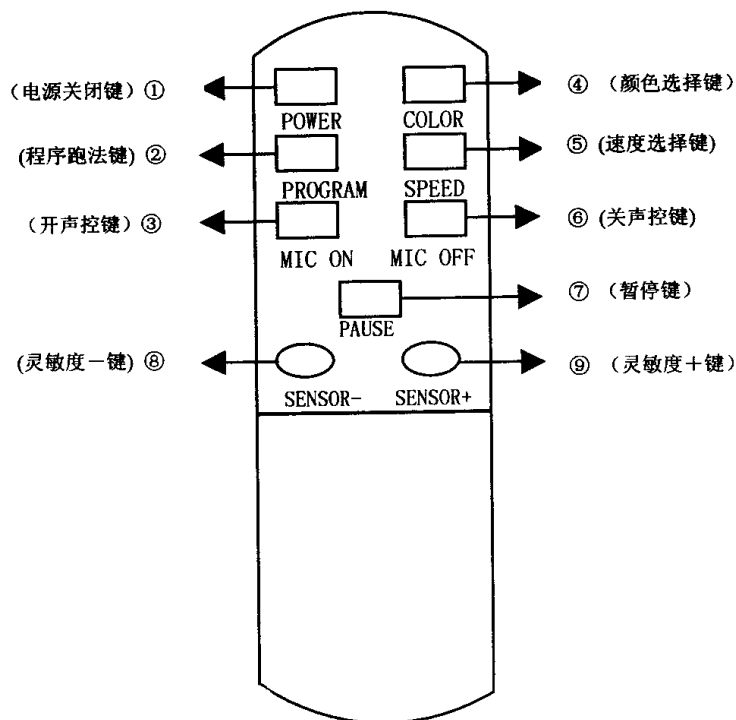 （电源关闭键）①
④ （颜色选择键）
POWER
COLOR
(程序跑法键) ②
⑤ (速度选择键)
PROGRAM
SPEED
（开声控键）③
⑥ (关声控键)
MIC ON
MIC OFF
⑦ （暂停键）
PAUSE
(灵敏度－键) ⑧
⑨ （灵敏度＋键）
SENSOR-
SENSOR+